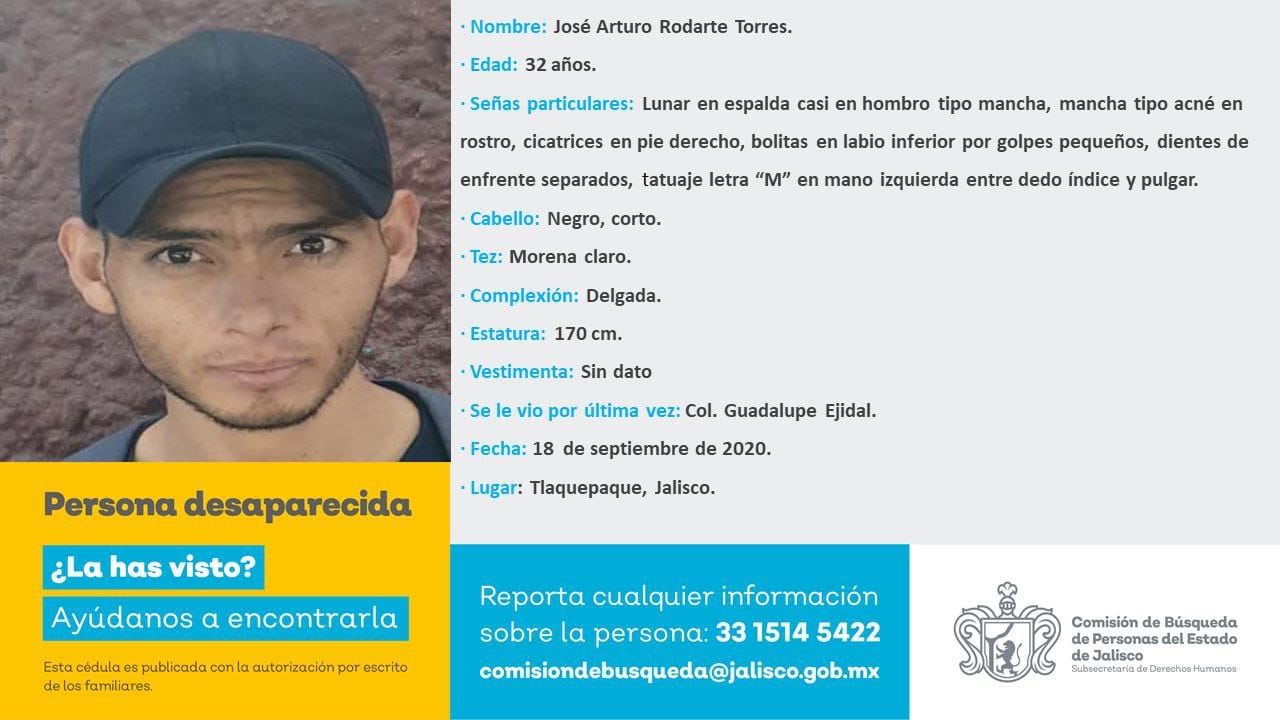 · Nombre: José Arturo Rodarte Torres.
· Edad: 32 años.
· Señas particulares: Lunar en espalda casi en hombro tipo mancha, mancha tipo acné en
rostro, cicatrices en pie derecho, bolitas en labio inferior por golpes pequeños, dientes de
enfrente separados, tatuaje letra “M” en mano izquierda entre dedo índice y pulgar.
· Cabello: Negro, corto.
· Tez: Morena claro.
· Complexión: Delgada.
· Estatura: 170 cm.
· Vestimenta: Sin dato
· Se le vio por última vez: Col. Guadalupe Ejidal.
· Fecha: 18 de septiembre de 2020.
· Lugar: Tlaquepaque, Jalisco.
Persona desaparecida
¿La has visto?
Ayúdanos a encontrarla
Esta cédula es publicada con la autorización por escrito
de los familiares.
Reporta cualquier información
sobre la persona: 33 1514 5422
comisiondebusqueda@jalisco.gob.mx
Comisión de Búsqueda
de Personas del Estado
de Jalisco
Subsecretaría de Derechos Humanos